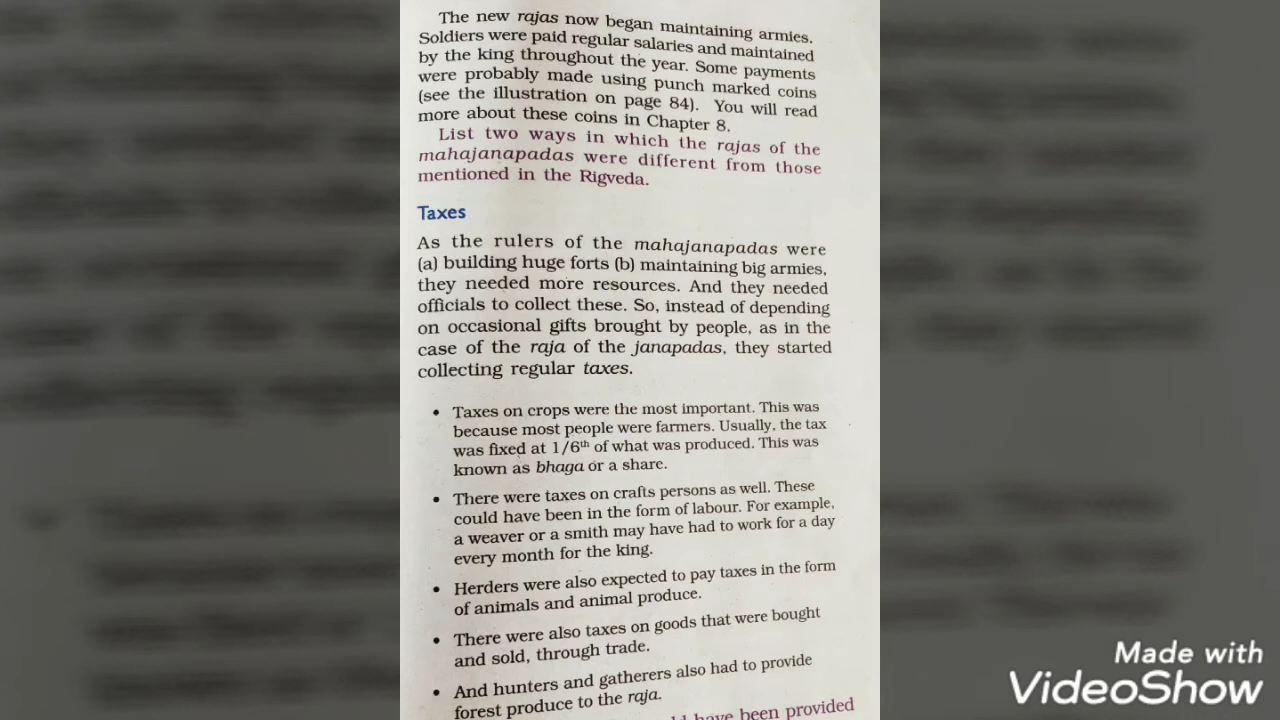 The new rajas now began maintaining armies.
Soldiers were paid regular salaries and maintained
by the king throughout the year. Some payments
were probably made using punch marked coins
(see the illustration on page 84). You will read
more about these coins in Chapter 8.
List two ways in which the rajas of the
mahajanapadas were different from those
mentioned in the Rigveda.
Taxes
As the rulers of the mahajanapadas were
(a) building huge forts (b) maintaining big armies,
they needed more resources. And they needed
officials to collect these. So, instead of depending
on occasional gifts brought by people, as in the
case of the raja of the janapadas, they started
collecting regular taxes.
• Taxes on crops were the most important. This was
because most people were farmers. Usually, the tax
was fixed at 1/6th of what was produced. This was
known as bhaga or a share.
• There were taxes on crafts persons as well. These
could have been in the form of labour. For example,
a weaver or a smith may have had to work for a day
every month for the king.
• Herders were also expected to pay taxes in the form
of animals and animal produce.
• There were also taxes on goods that were bought
and sold, through trade.
• And hunters and gatherers also had to provide
forest produce to the raja.
have been provided
Made with
VideoShow